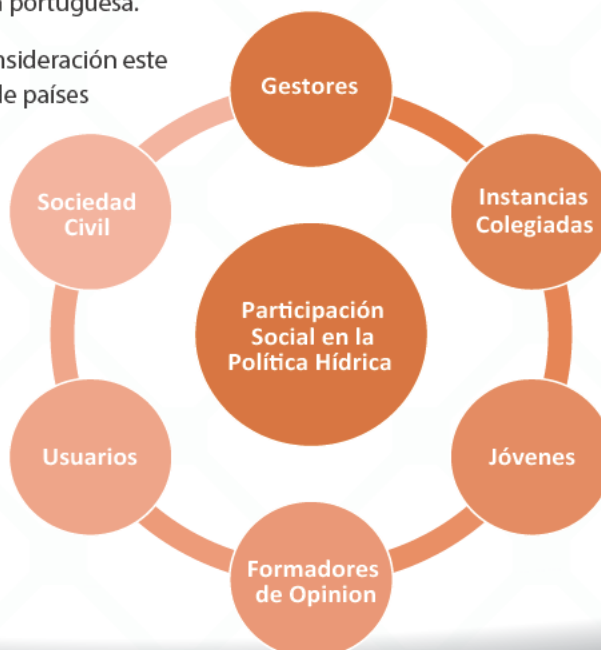 portuguesa.
nsideración este
de países
Gestores
Instancias
Colegiadas
Jóvenes
Formadores
de Opinion
Usuarios
Sociedad
Civil
Participación
Social en la
Política Hídrica